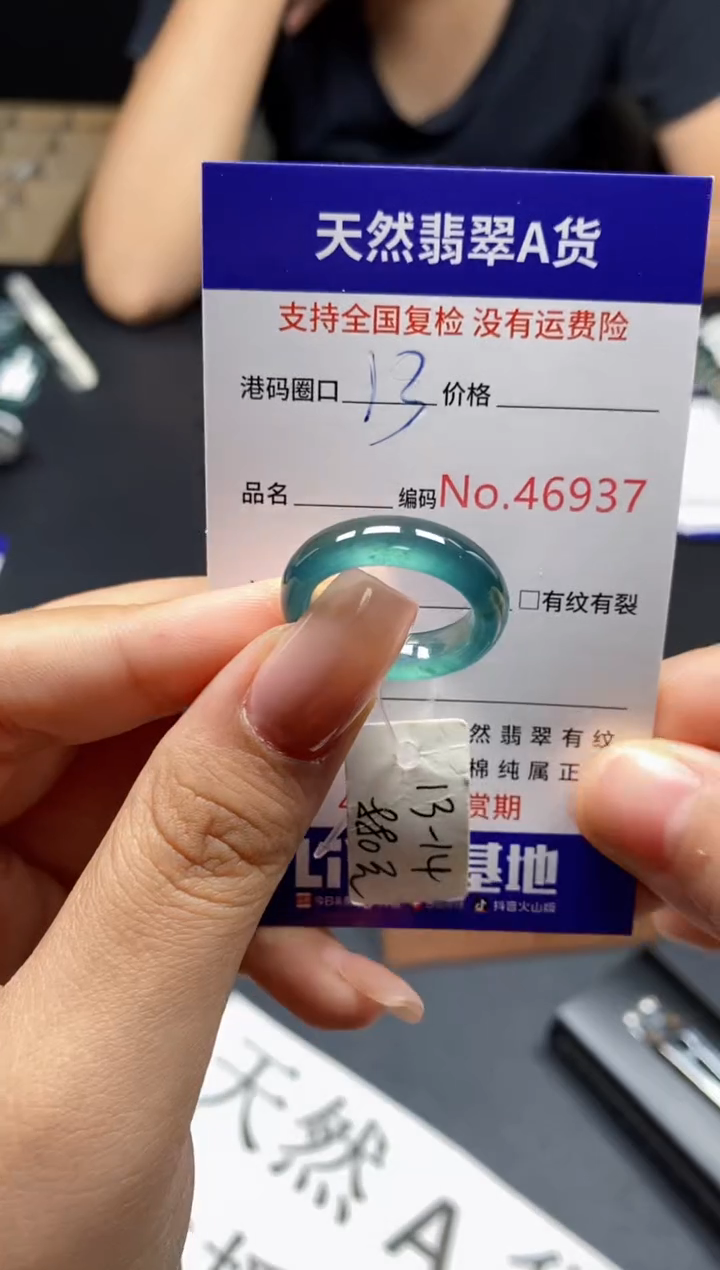 天然翡翠A货
支持全国复检 没有运费险
港码圈口 13 价格
品名 编码No.46937
□有纹有裂
然翡翠有纹
棉纯属正
赏期
13-14
880元
基地
抖音火山版
天然A